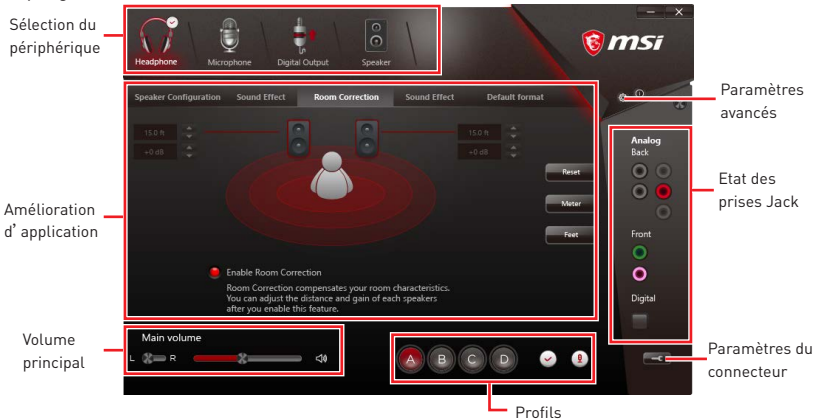 Sélection du
périphérique
Headphone
Microphone
Digital Output
Speaker
msi
Paramètres
avancés
Speaker Configuration
Sound Effect
Room Correction
Sound Effect
Default format
15.0 ft
+0 dB
15.0 ft
+0 dB
Reset
Meter
Feet
Enable Room Correction
Room Correction compensates your room characteristics.
You can adjust the distance and gain of each speakers
after you enable this feature.
Amélioration
d'application
Analog
Back
Front
Digital
Etat des
prises Jack
Volume
principal
Main volume
L
R
A
B
C
D
Profils
Paramètres du
connecteur